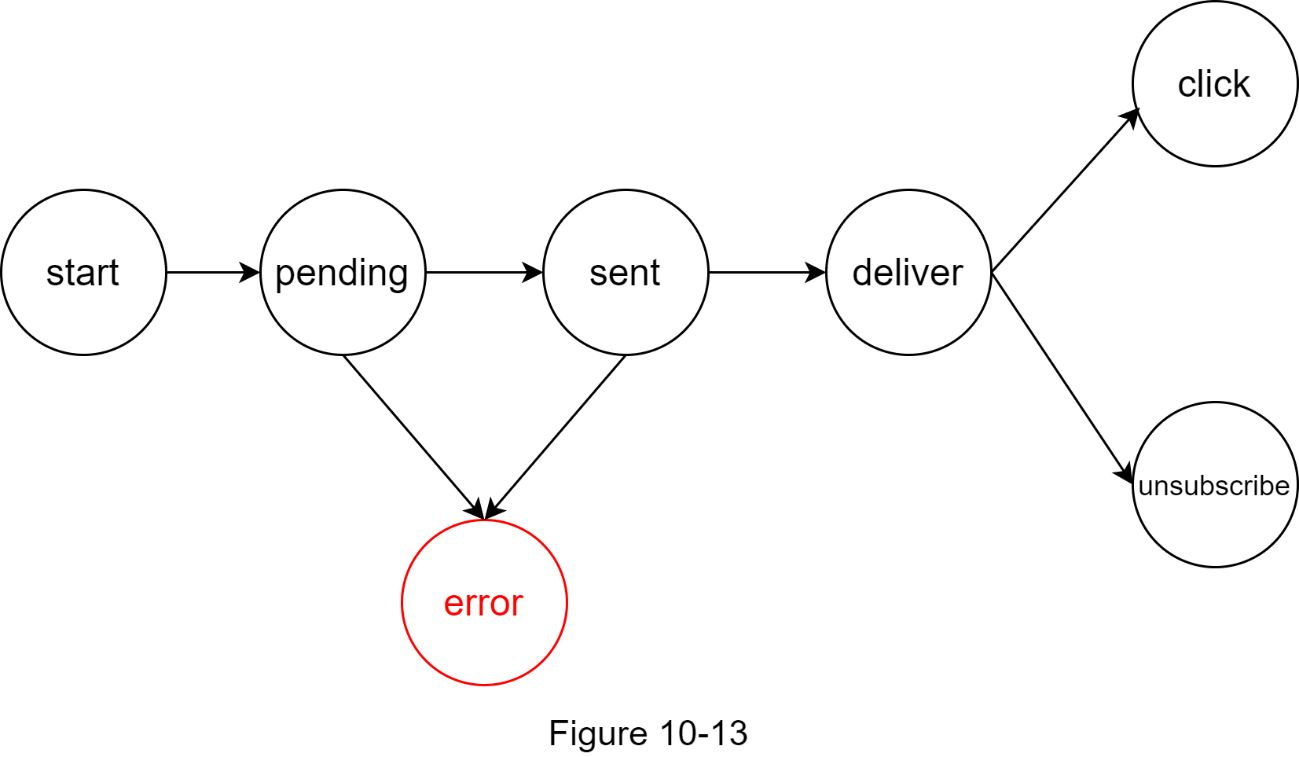 click
start
pending
sent
deliver
unsubscribe
error
Figure 10-13